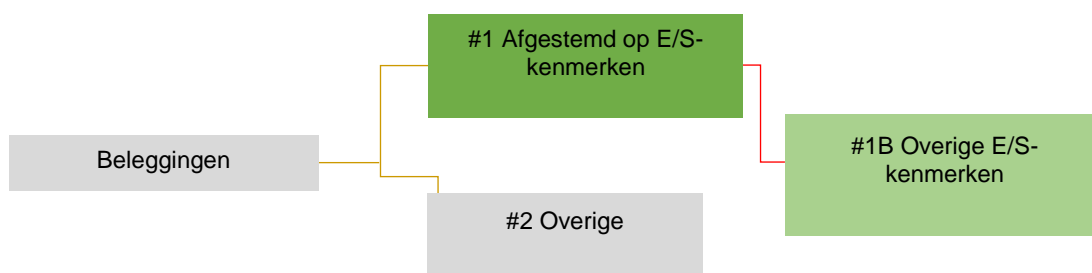 #1 Afgestemd op E/S-
kenmerken
Beleggingen
#1B Overige E/S-
kenmerken
#2 Overige